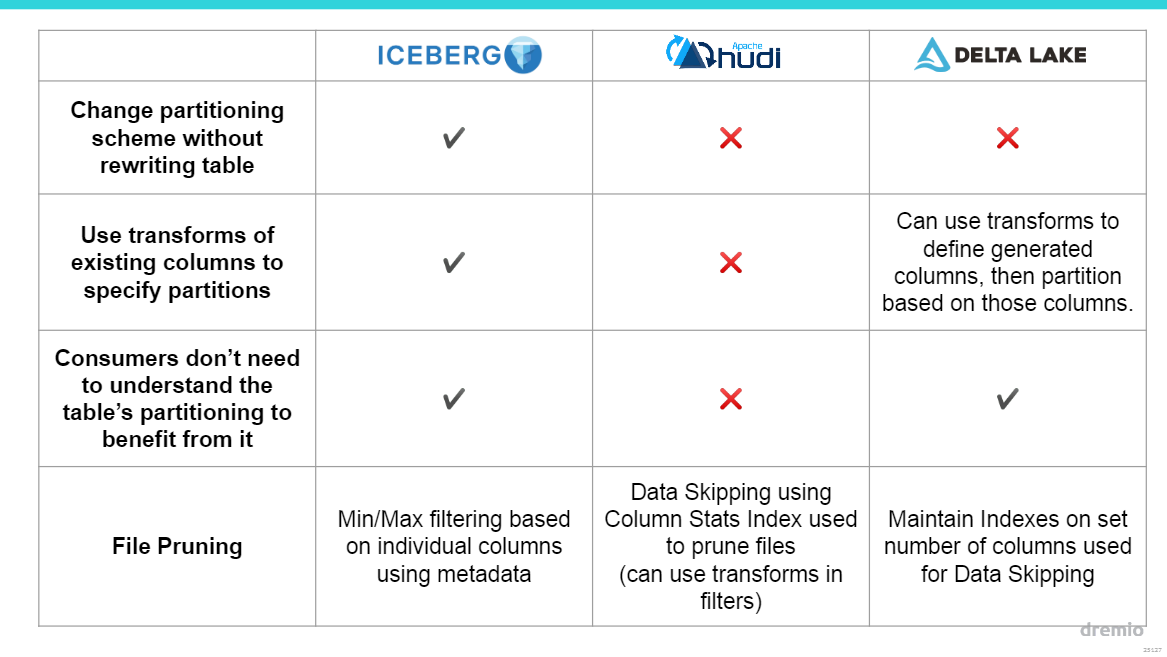 ICEBERG
Apache
hudi
DELTA LAKE
Change partitioning
scheme without
rewriting table
Use transforms of
existing columns to
specify partitions
Can use transforms to
define generated
columns, then partition
based on those columns.
Consumers don’t need
to understand the
table’s partitioning to
benefit from it
File Pruning
Min/Max filtering based
on individual columns
using metadata
Data Skipping using
Column Stats Index used
to prune files
(can use transforms in
filters)
Maintain Indexes on set
number of columns used
for Data Skipping
dremio